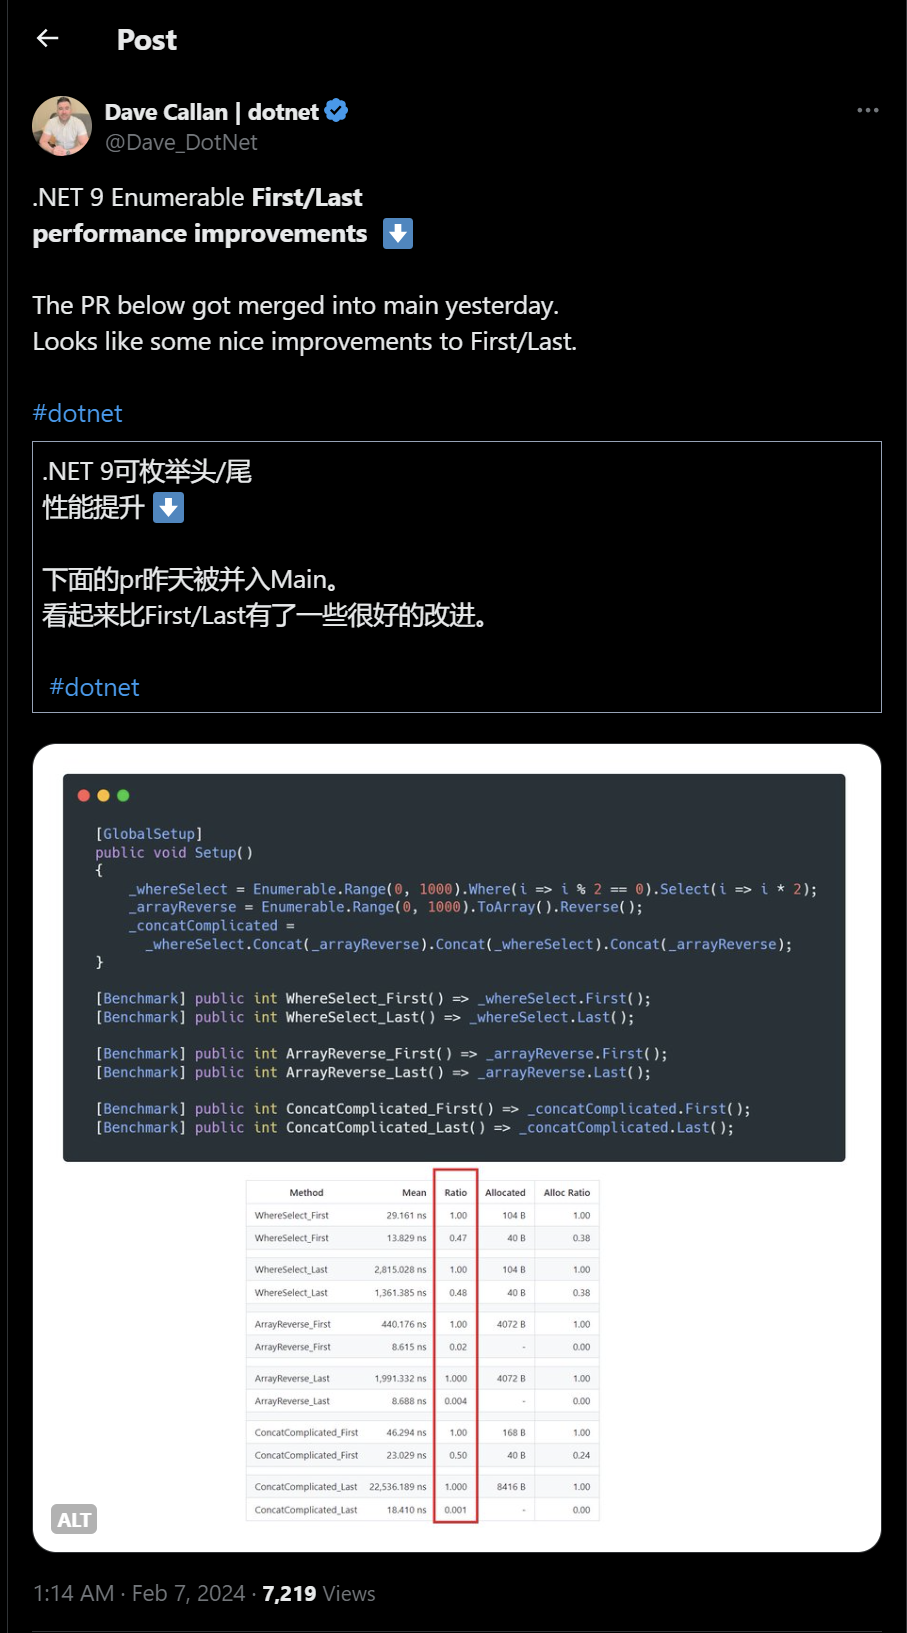 Post
Dave Callan | dotnet
@Dave_DotNet
.NET 9 Enumerable First/Last
performance improvements ⬇️
The PR below got merged into main yesterday.
Looks like some nice improvements to First/Last.
#dotnet
.NET 9可枚举头/尾
性能提升 ⬇️
下面的pr昨天被并入Main。
看起来比First/Last有了一些很好的改进。
#dotnet
[GlobalSetup]
public void Setup()
{
_whereSelect = Enumerable.Range(0, 1000).Where(i => i % 2 == 0).Select(i => i * 2);
_arrayReverse = Enumerable.Range(0, 1000).ToArray().Reverse();
_concatComplicated =
_whereSelect.Concat(_arrayReverse).Concat(_whereSelect).Concat(_arrayReverse);
}
[Benchmark] public int WhereSelect_First() => _whereSelect.First();
[Benchmark] public int WhereSelect_Last() => _whereSelect.Last();
[Benchmark] public int ArrayReverse_First() => _arrayReverse.First();
[Benchmark] public int ArrayReverse_Last() => _arrayReverse.Last();
[Benchmark] public int ConcatComplicated_First() => _concatComplicated.First();
[Benchmark] public int ConcatComplicated_Last() => _concatComplicated.Last();
Method Mean Ratio Allocated Alloc Ratio
WhereSelect_First 29.161 ns 1.00 104 B 1.00
WhereSelect_First 13.829 ns 0.47 40 B 0.38
WhereSelect_Last 2,815.028 ns 1.00 104 B 1.00
WhereSelect_Last 1,361.385 ns 0.48 40 B 0.38
ArrayReverse_First 440.176 ns 1.00 4072 B 1.00
ArrayReverse_First 8.615 ns 0.02 - 0.00
ArrayReverse_Last 1,991.332 ns 1.000 4072 B 1.00
ArrayReverse_Last 8.688 ns 0.004 - 0.00
ConcatComplicated_First 46.294 ns 1.00 168 B 1.00
ConcatComplicated_First 23.029 ns 0.50 40 B 0.24
ConcatComplicated_Last 22,536.189 ns 1.000 8416 B 1.00
ConcatComplicated_Last 18.410 ns 0.001 - 0.00
ALT
1:14 AM · Feb 7, 2024 · 7,219 Views